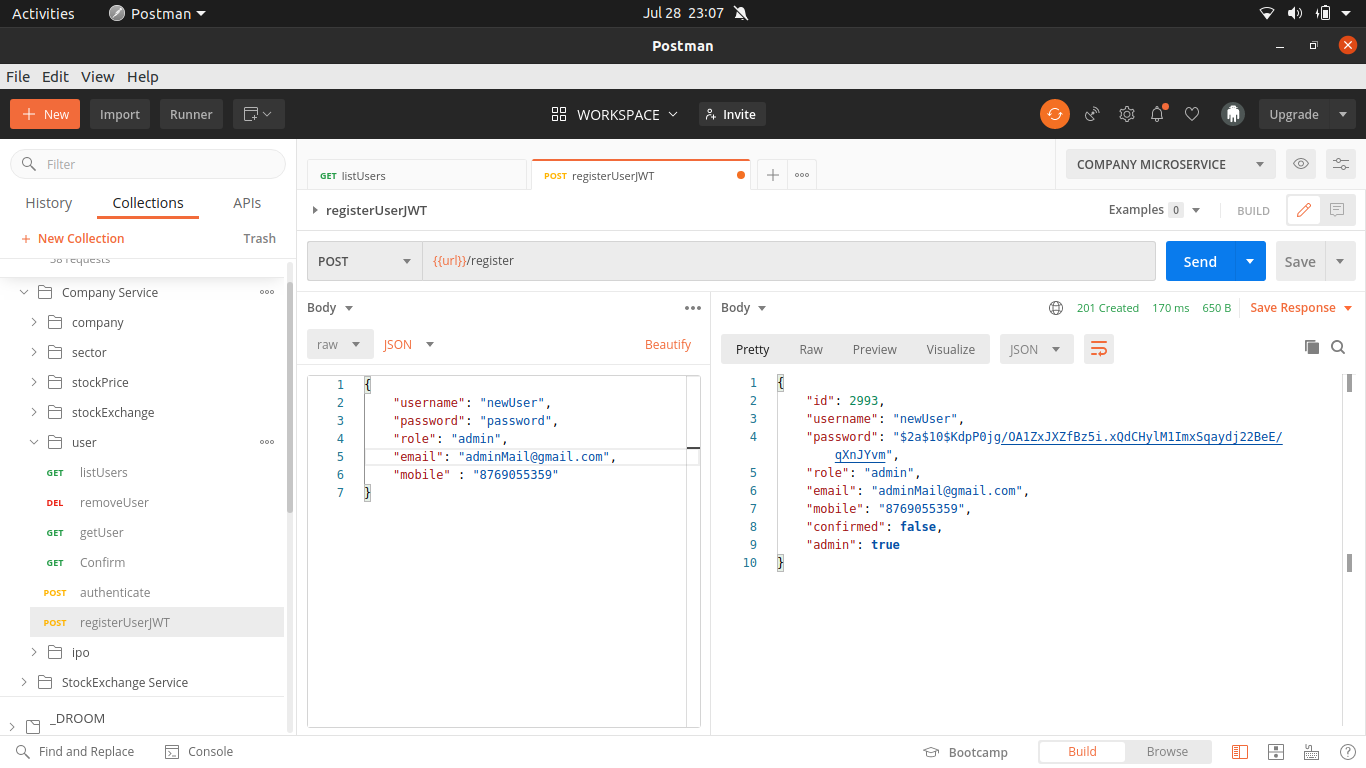 Activities Postman Jul 28 23:07
Postman
File Edit View Help
+ New Import Runner WORKSPACE Invite Upgrade
Filter
History Collections APIs
+ New Collection Trash
58 requests
Company Service
company
sector
stockPrice
stockExchange
user
GET listUsers
DEL removeUser
GET getUser
GET Confirm
POST authenticate
POST registerUserJWT
ipo
StockExchange Service
_DROOM
GET listUsers POST registerUserJWT COMPANY MICROSERVICE
registerUserJWT Examples 0 BUILD
POST {{url}}/register Send Save
Body
raw JSON Beautify
1 {
2 "username": "newUser",
3 "password": "password",
4 "role": "admin",
5 "email": "adminMail@gmail.com",
6 "mobile" : "8769055359"
7 }
Body 201 Created 170 ms 650 B Save Response
Pretty Raw Preview Visualize JSON
1 {
2 "id": 2993,
3 "username": "newUser",
4 "password": "$2a$10$KdpP0jg/OA1ZxJXZfBz5i.xQdCHylM1ImxSqaydj22BeE/
qXnJYvm",
5 "role": "admin",
6 "email": "adminMail@gmail.com",
7 "mobile": "8769055359",
8 "confirmed": false,
9 "admin": true
10 }
Find and Replace Console Bootcamp Build Browse